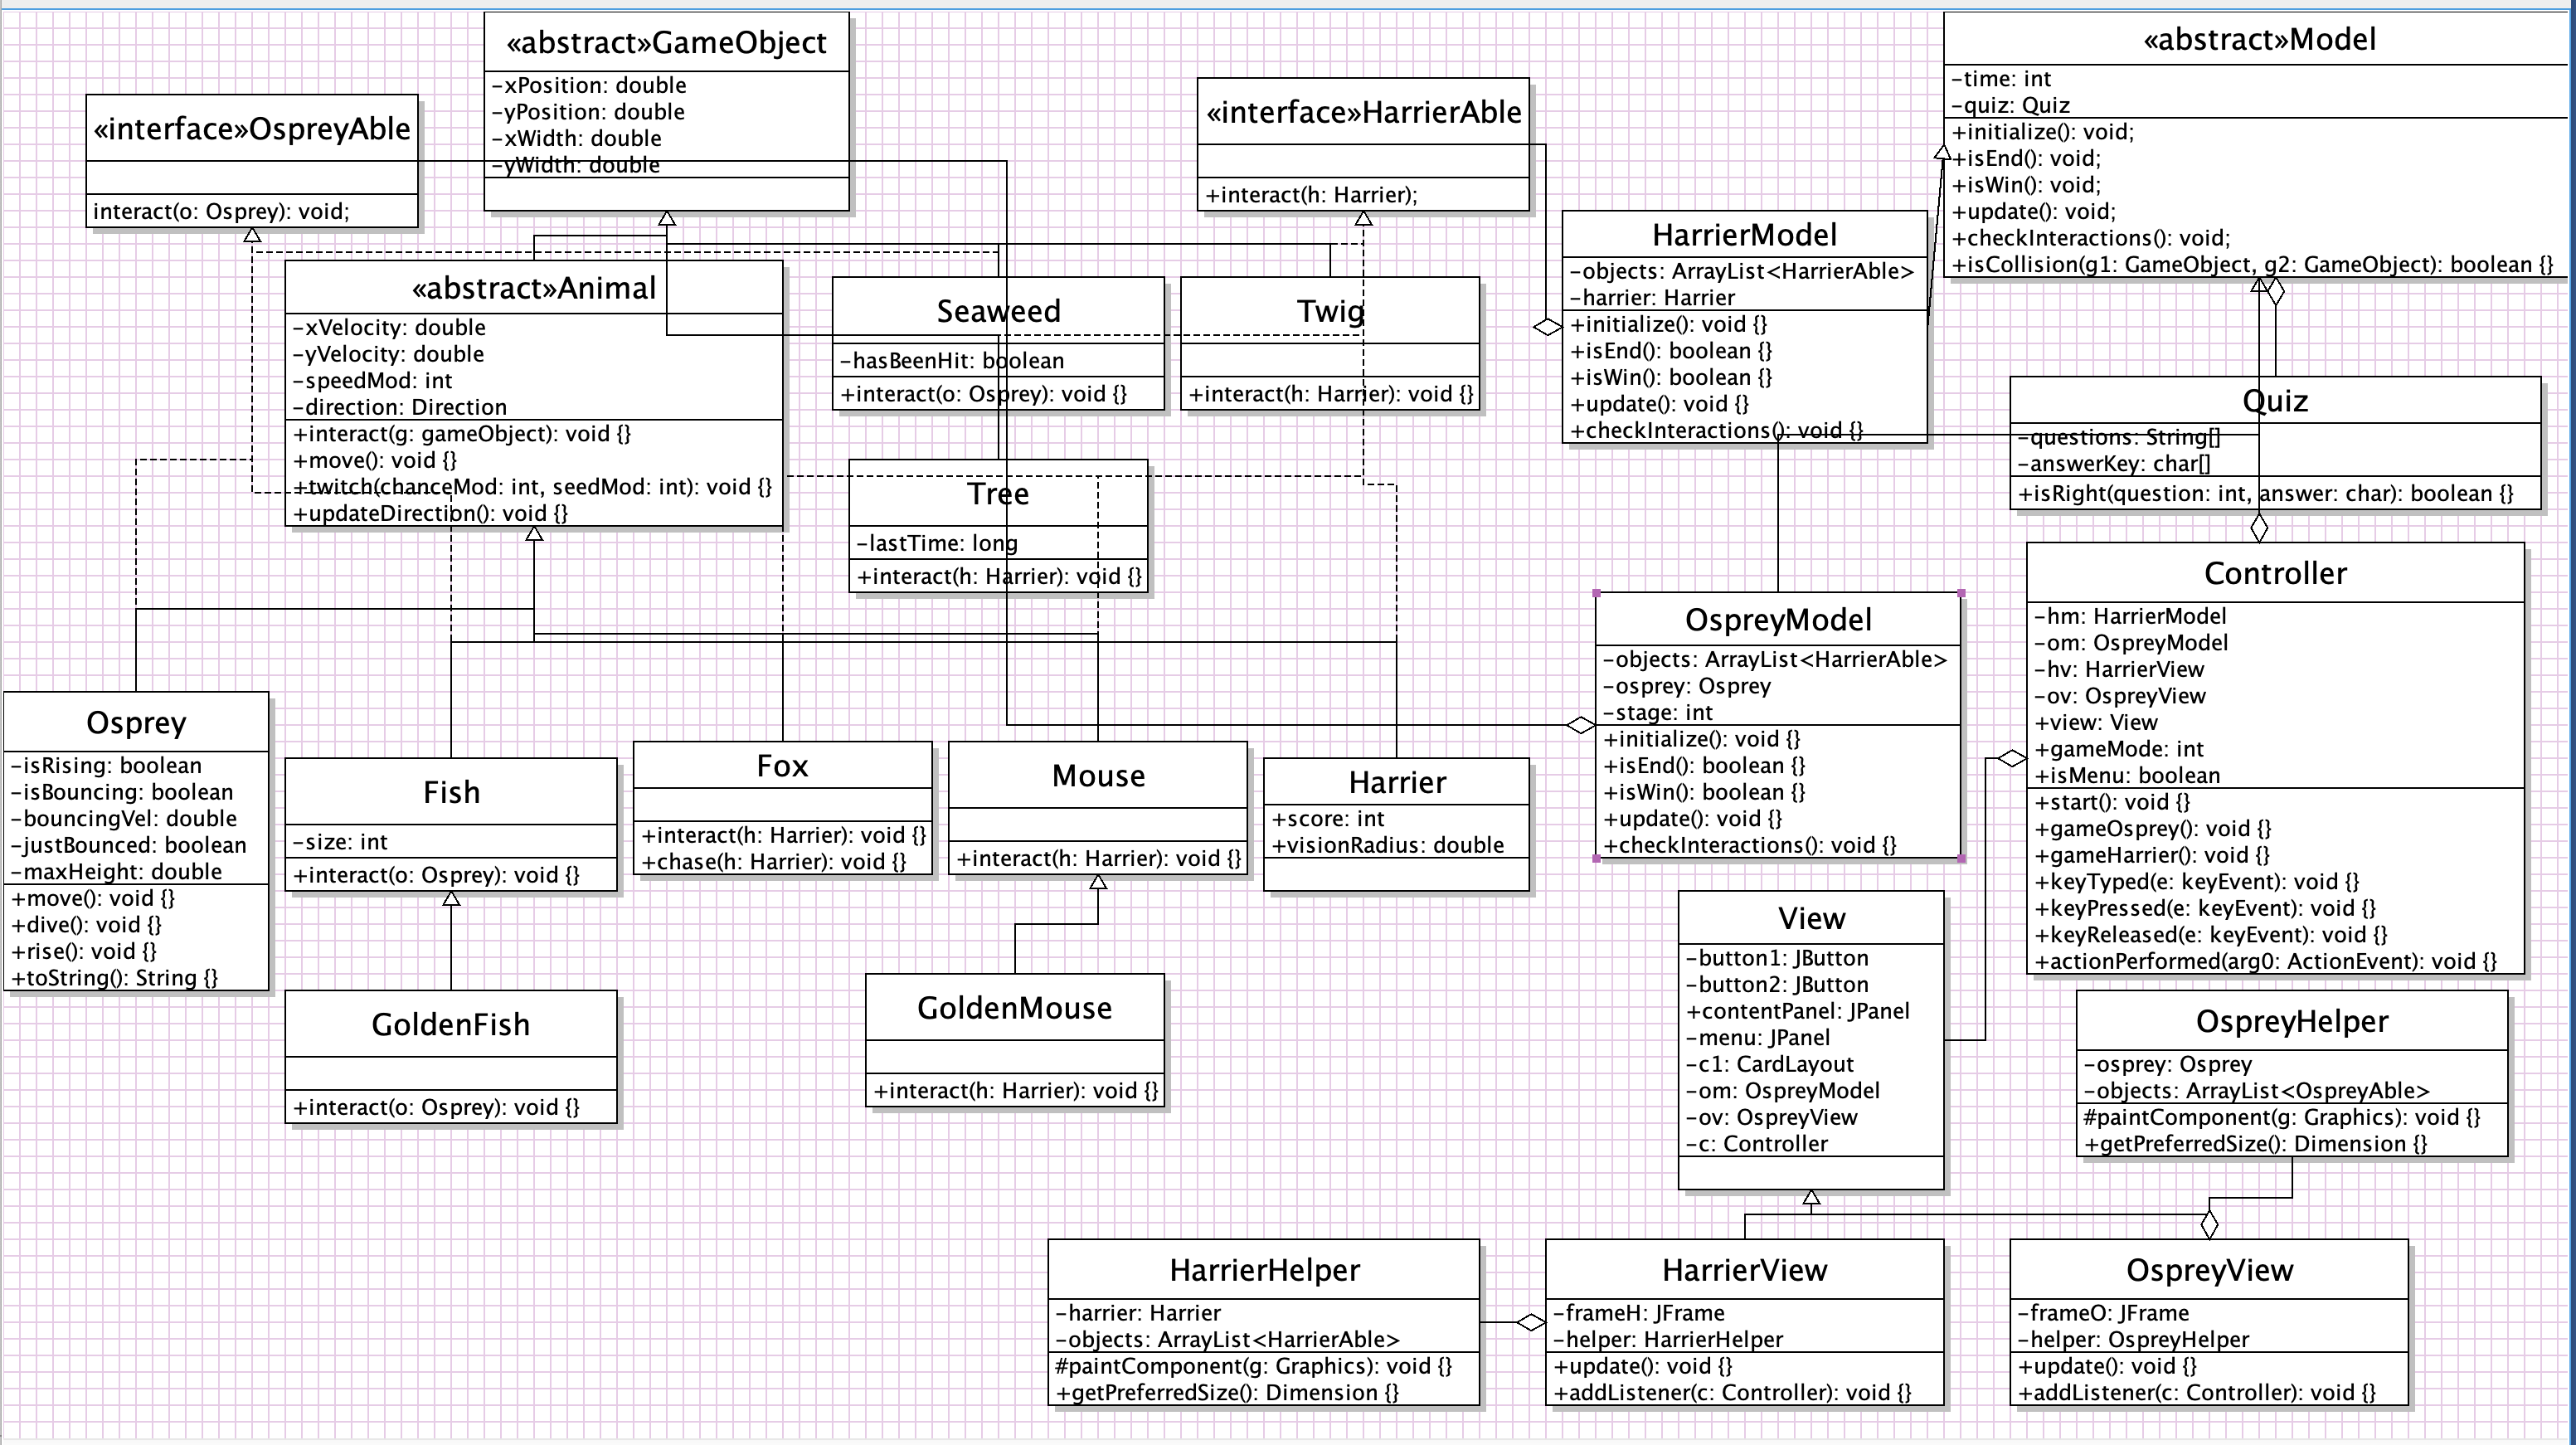 «interface»OspreyAble
interact(o: Osprey): void;
«abstract»GameObject
-xPosition: double
-yPosition: double
-xWidth: double
-yWidth: double
«interface»HarrierAble
+interact(h: Harrier);
«abstract»Model
-time: int
-quiz: Quiz
+initialize(): void;
+isEnd(): void;
+isWin(): void;
+update(): void;
+checkInteractions(): void;
+isCollision(g1: GameObject, g2: GameObject): boolean {}
HarrierModel
-objects: ArrayList<HarrierAble>
-harrier: Harrier
+initialize(): void {}
+isEnd(): boolean {}
+isWin(): boolean {}
+update(): void {}
+checkInteractions(): void {}
«abstract»Animal
-xVelocity: double
-yVelocity: double
-speedMod: int
-direction: Direction
+interact(g: gameObject): void {}
+move(): void {}
+twitch(chanceMod: int, seedMod: int): void {}
+updateDirection(): void {}
Seaweed
-hasBeenHit: boolean
+interact(o: Osprey): void {}
Twig
+interact(h: Harrier): void {}
Quiz
-questions: String[]
-answerKey: char[]
+isRight(question: int, answer: char): boolean {}
Tree
-lastTime: long
+interact(h: Harrier): void {}
Controller
-hm: HarrierModel
-om: OspreyModel
-hv: HarrierView
-ov: OspreyView
+view: View
+gameMode: int
+isMenu: boolean
+start(): void {}
+gameOsprey(): void {}
+gameHarrier(): void {}
+keyTyped(e: keyEvent): void {}
+keyPressed(e: keyEvent): void {}
+keyReleased(e: keyEvent): void {}
+actionPerformed(arg0: ActionEvent): void {}
OspreyModel
-objects: ArrayList<HarrierAble>
-osprey: Osprey
-stage: int
+initialize(): void {}
+isEnd(): boolean {}
+isWin(): boolean {}
+update(): void {}
+checkInteractions(): void {}
Osprey
-isRising: boolean
-isBouncing: boolean
-bouncingVel: double
-justBounced: boolean
-maxHeight: double
+move(): void {}
+dive(): void {}
+rise(): void {}
+toString(): String {}
Fish
-size: int
+interact(o: Osprey): void {}
Fox
+interact(h: Harrier): void {}
+chase(h: Harrier): void {}
Mouse
+interact(h: Harrier): void {}
Harrier
+score: int
+visionRadius: double
View
-button1: JButton
-button2: JButton
+contentPanel: JPanel
-menu: JPanel
-c1: CardLayout
-om: OspreyModel
-ov: OspreyView
-c: Controller
GoldenFish
+interact(o: Osprey): void {}
GoldenMouse
+interact(h: Harrier): void {}
OspreyHelper
-osprey: Osprey
-objects: ArrayList<OspreyAble>
#paintComponent(g: Graphics): void {}
+getPreferredSize(): Dimension {}
HarrierHelper
-harrier: Harrier
-objects: ArrayList<HarrierAble>
#paintComponent(g: Graphics): void {}
+getPreferredSize(): Dimension {}
HarrierView
-frameH: JFrame
-helper: HarrierHelper
+update(): void {}
+addListener(c: Controller): void {}
OspreyView
-frameO: JFrame
-helper: OspreyHelper
+update(): void {}
+addListener(c: Controller): void {}